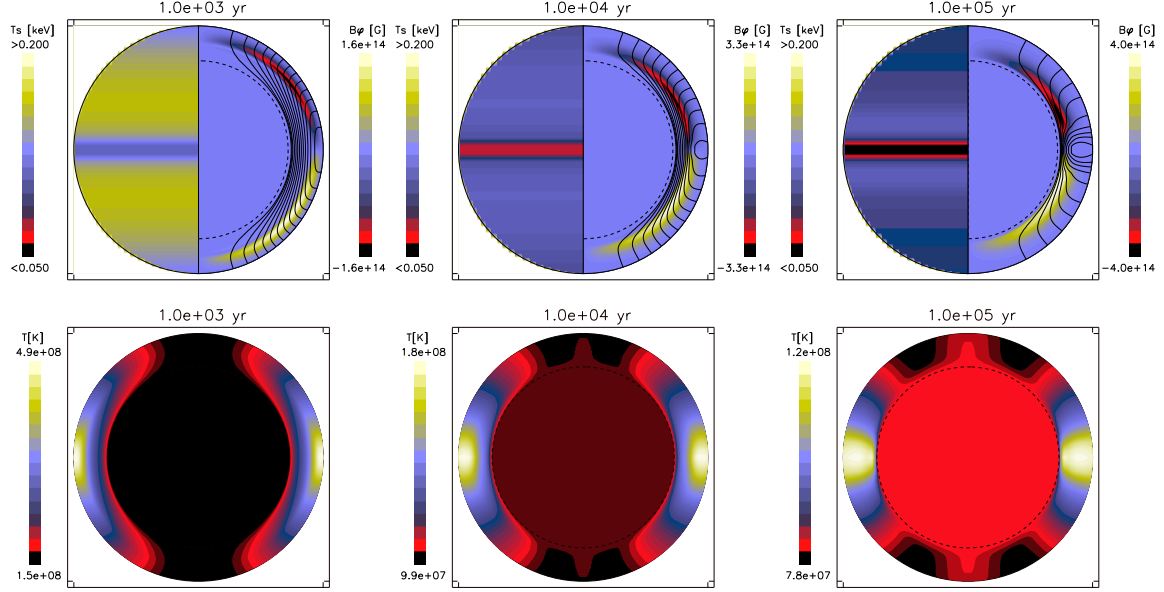 1.0e+03 yr
1.0e+04 yr
1.0e+05 yr
Ts [keV]
>0.200
<0.050
Bφ [G]
1.6e+14
−1.6e+14
Ts [keV]
>0.200
<0.050
Bφ [G]
3.3e+14
−3.3e+14
Ts [keV]
>0.200
<0.050
Bφ [G]
4.0e+14
−4.0e+14
1.0e+03 yr
1.0e+04 yr
1.0e+05 yr
T[K]
4.9e+08
1.5e+08
T[K]
1.8e+08
9.9e+07
T[K]
1.2e+08
7.8e+07